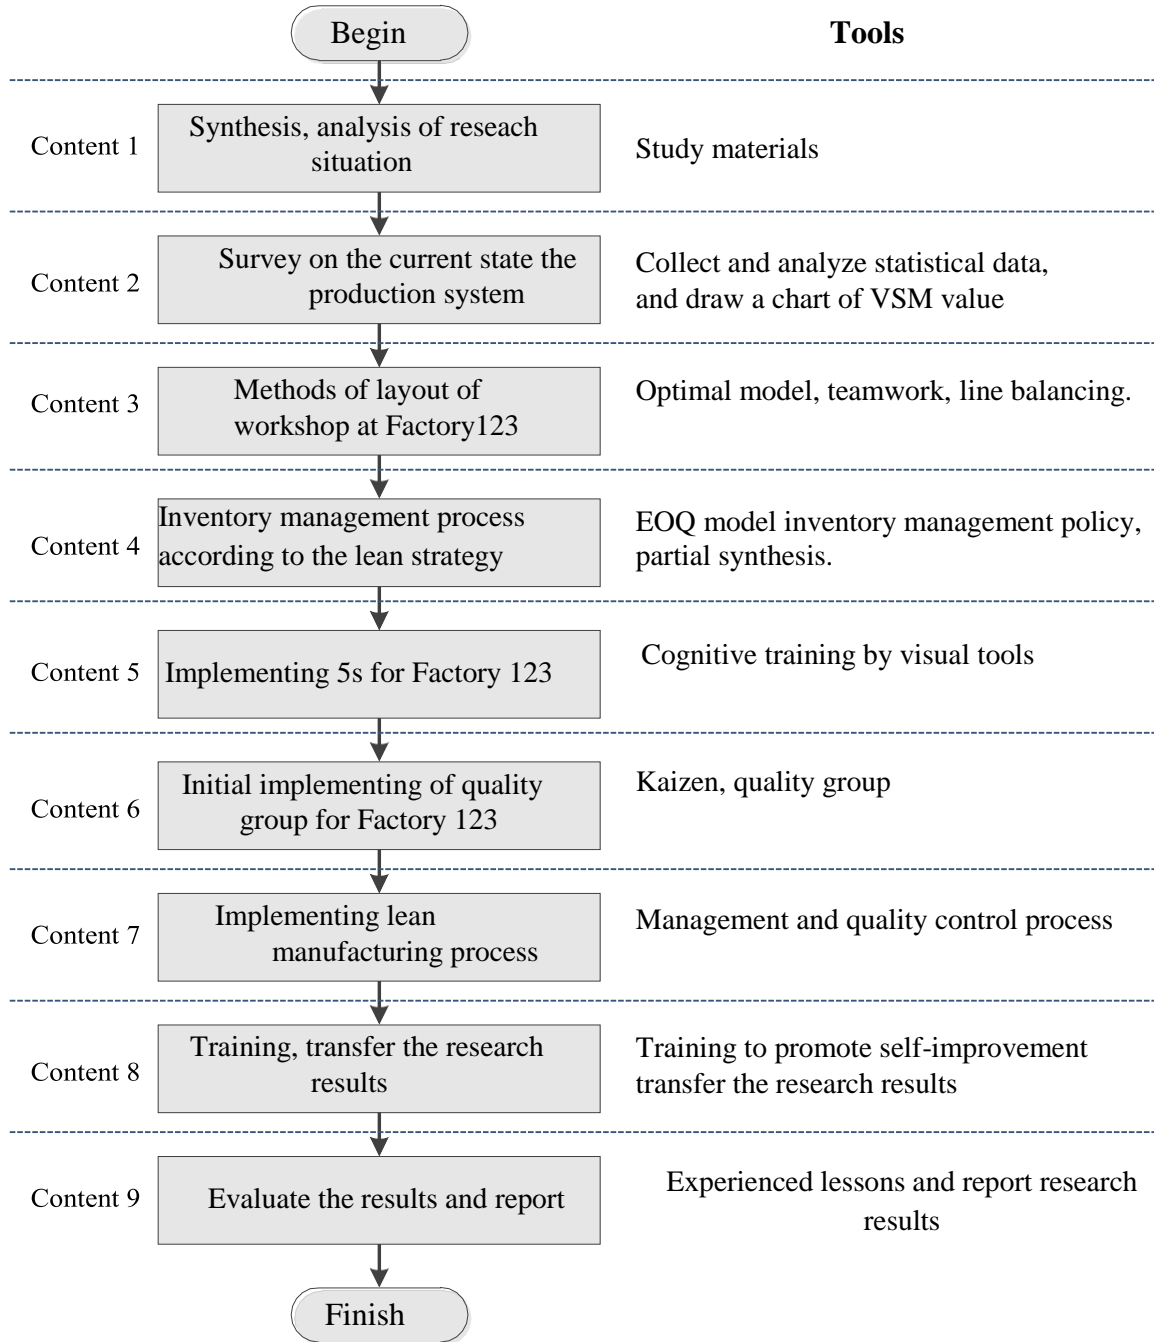 Begin
Tools
Content 1
Synthesis, analysis of reseach
situation
Study materials
Content 2
Survey on the current state the
production system
Collect and analyze statistical data,
and draw a chart of VSM value
Content 3
Methods of layout of
workshop at Factory123
Optimal model, teamwork, line balancing.
Content 4
Inventory management process
according to the lean strategy
EOQ model inventory management policy,
partial synthesis.
Content 5
Implementing 5s for Factory 123
Cognitive training by visual tools
Content 6
Initial implementing of quality
group for Factory 123
Kaizen, quality group
Content 7
Implementing lean
manufacturing process
Management and quality control process
Content 8
Training, transfer the research
results
Training to promote self-improvement
transfer the research results
Content 9
Evaluate the results and report
Experienced lessons and report research
results
Finish